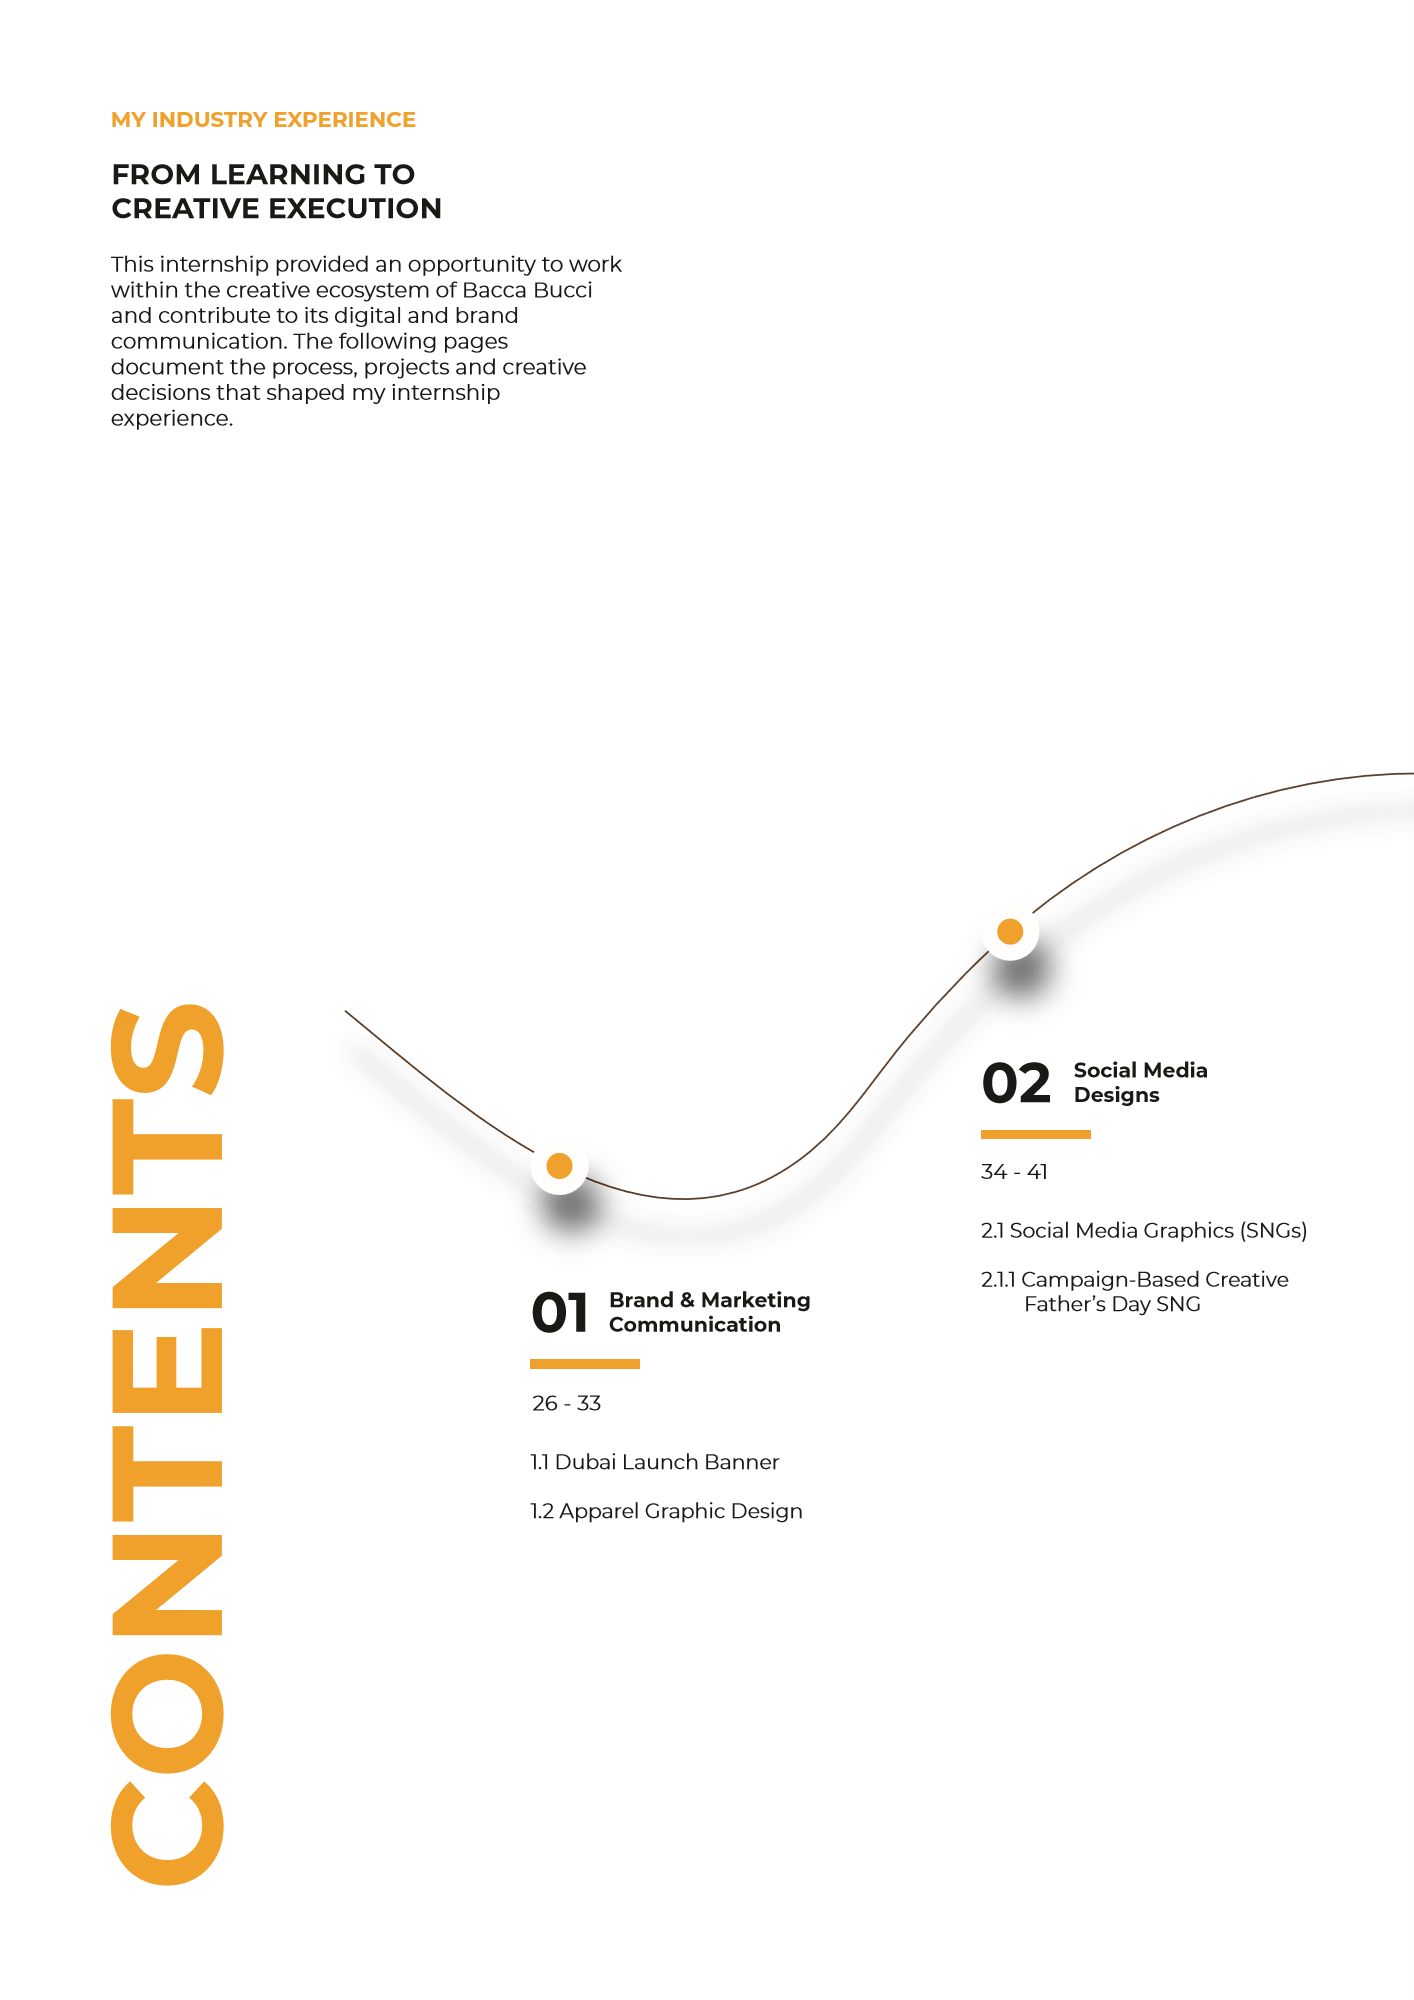 MY INDUSTRY EXPERIENCE
FROM LEARNING TO
CREATIVE EXECUTION
This internship provided an opportunity to work
within the creative ecosystem of Bacca Bucci
and contribute to its digital and brand
communication. The following pages
document the process, projects and creative
decisions that shaped my internship
experience.
CONTENTS
01 Brand & Marketing
Communication
26 - 33
1.1 Dubai Launch Banner
1.2 Apparel Graphic Design
02 Social Media
Designs
34 - 41
2.1 Social Media Graphics (SNGs)
2.1.1 Campaign-Based Creative
Father’s Day SNG